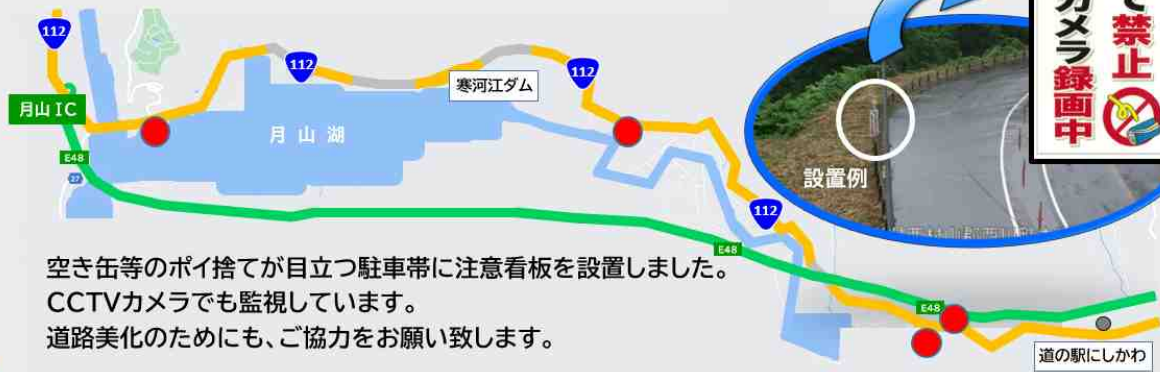 112
月山 IC
E48
27
112
月山湖
寒河江ダム
112
112
E48
E48
道の駅にしかわ
設置例
て禁止
カメラ録画中
空き缶等のポイ捨てが目立つ駐車帯に注意看板を設置しました。
CCTVカメラでも監視しています。
道路美化のためにも、ご協力をお願い致します。